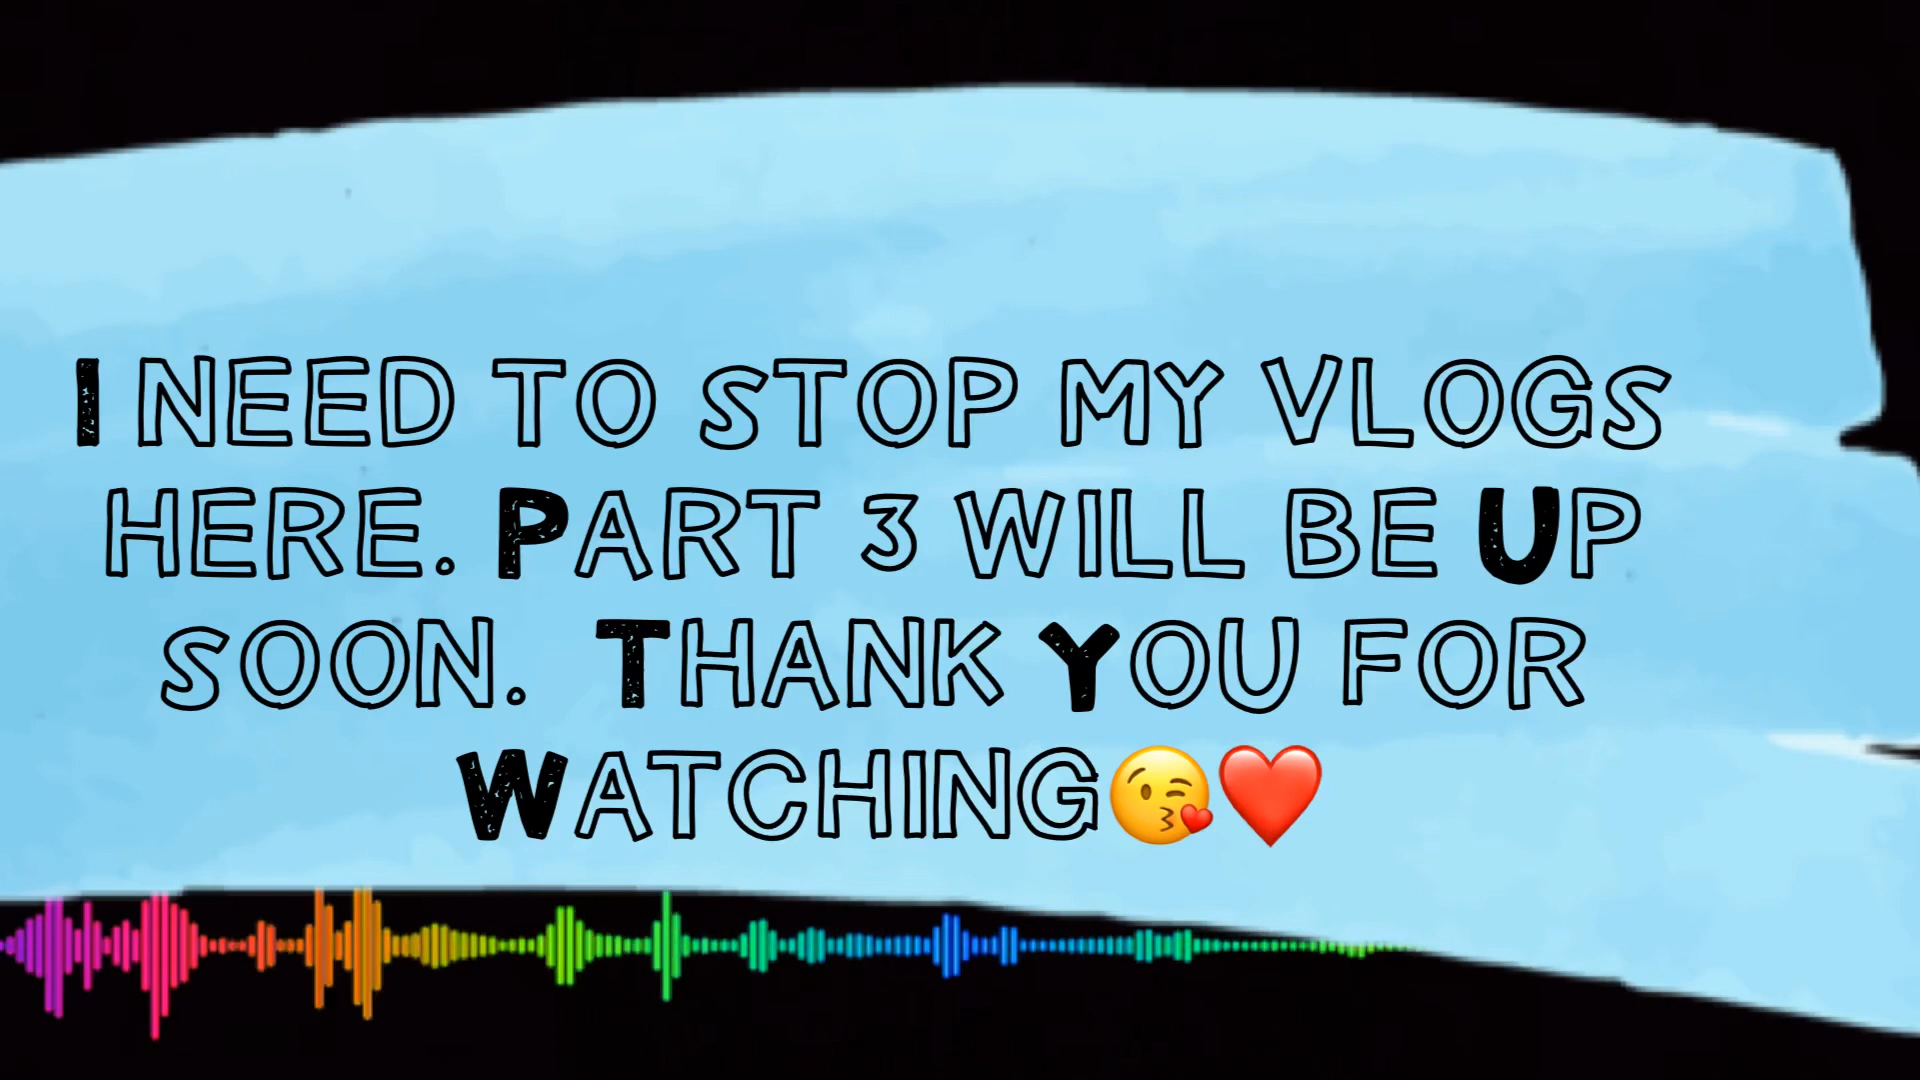 I NEED TO STOP MY VLOGS
HERE. PART 3 WILL BE UP
SOON. THANK YOU FOR
WATCHING😘❤️